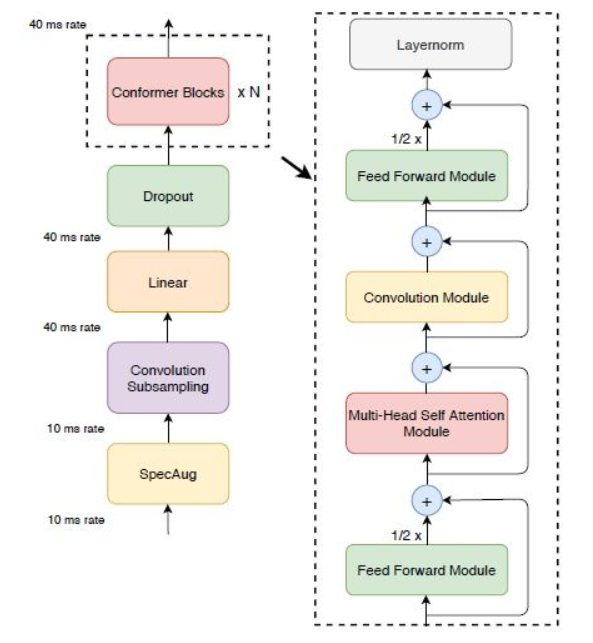 40 ms rate
Conformer Blocks
x N
Dropout
40 ms rate
Linear
40 ms rate
Convolution
Subsampling
10 ms rate
SpecAug
10 ms rate
Layernorm
+
1/2 x
Feed Forward Module
+
Convolution Module
+
Multi-Head Self Attention
Module
+
1/2 x
Feed Forward Module